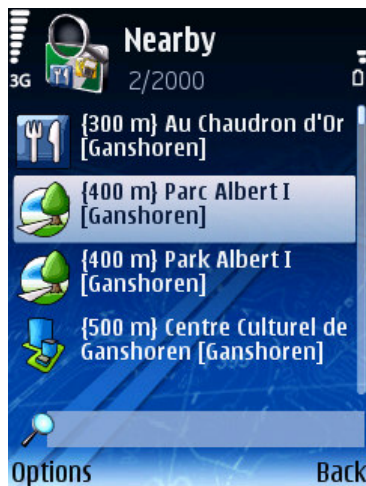 Nearby
3G
2/2000
{300 m} Au Chaudron d'Or
[Ganshoren]
{400 m} Parc Albert I
[Ganshoren]
{400 m} Park Albert I
[Ganshoren]
{500 m} Centre Culturel de
Ganshoren [Ganshoren]
Options
Back